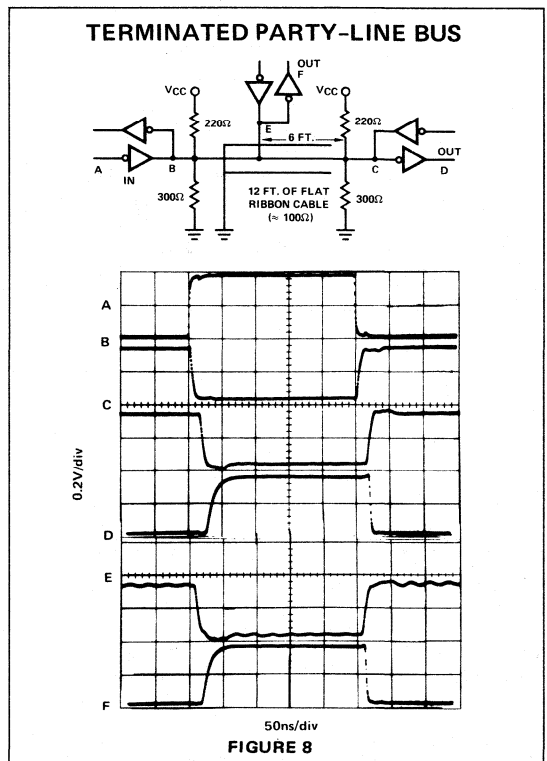 TERMINATED PARTY-LINE BUS
OUT
F
VCC
VCC
220Ω
E
220Ω
6 FT.
OUT
A
IN
B
C
D
300Ω
12 FT. OF FLAT
RIBBON CABLE
(≈ 100Ω)
300Ω
A
B
C
0.2V/div
D
E
F
50ns/div
FIGURE 8